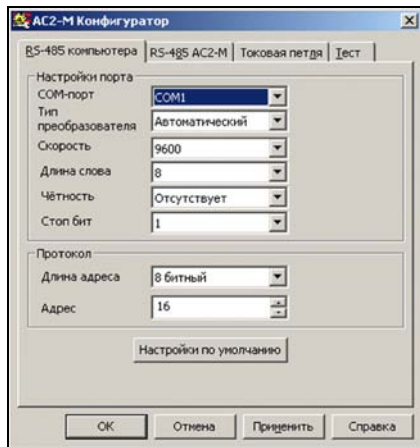 АС2-М Конфигуратор
RS-485 компьютера RS-485 АС2-М Токовая петля Тест
Настройки порта
COM-порт COM1
Тип
преобразователя Автоматический
Скорость 9600
Длина слова 8
Чётность Отсутствует
Стоп бит 1
Протокол
Длина адреса 8 битный
Адрес 16
Настройки по умолчанию
OK Отмена Применить Справка